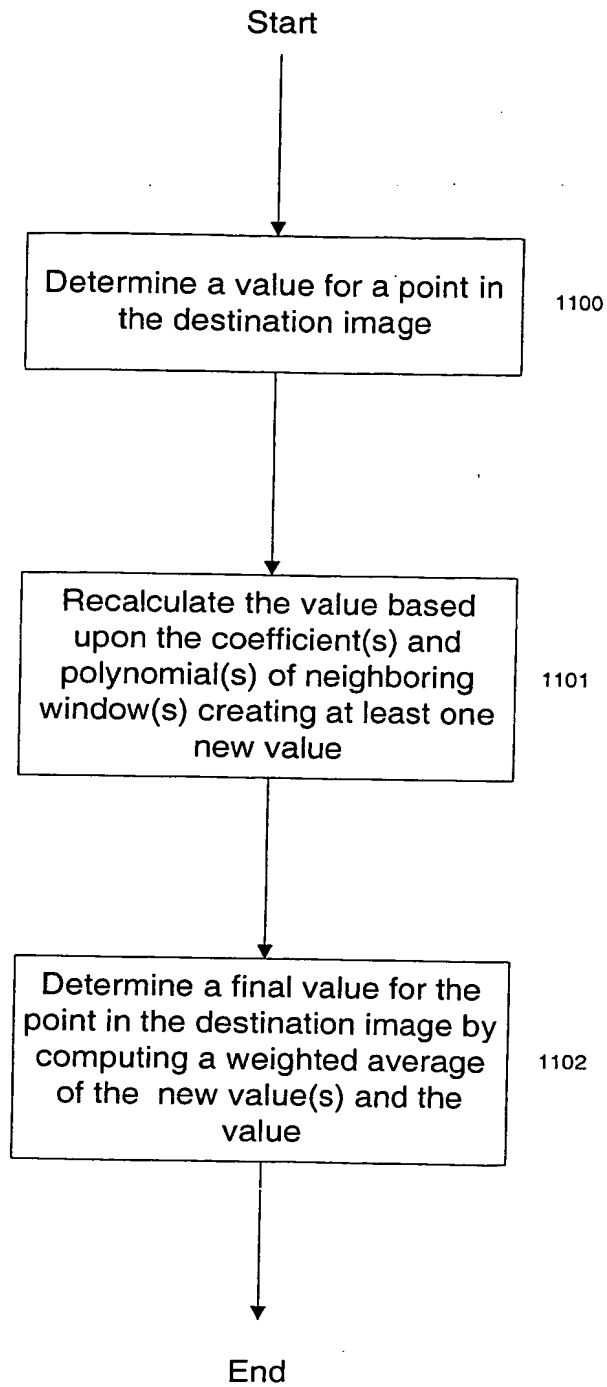 Start
Determine a value for a point in
the destination image
1100
Recalculate the value based
upon the coefficient(s) and
polynomial(s) of neighboring
window(s) creating at least one
new value
1101
Determine a final value for the
point in the destination image by
computing a weighted average
of the new value(s) and the
value
1102
End